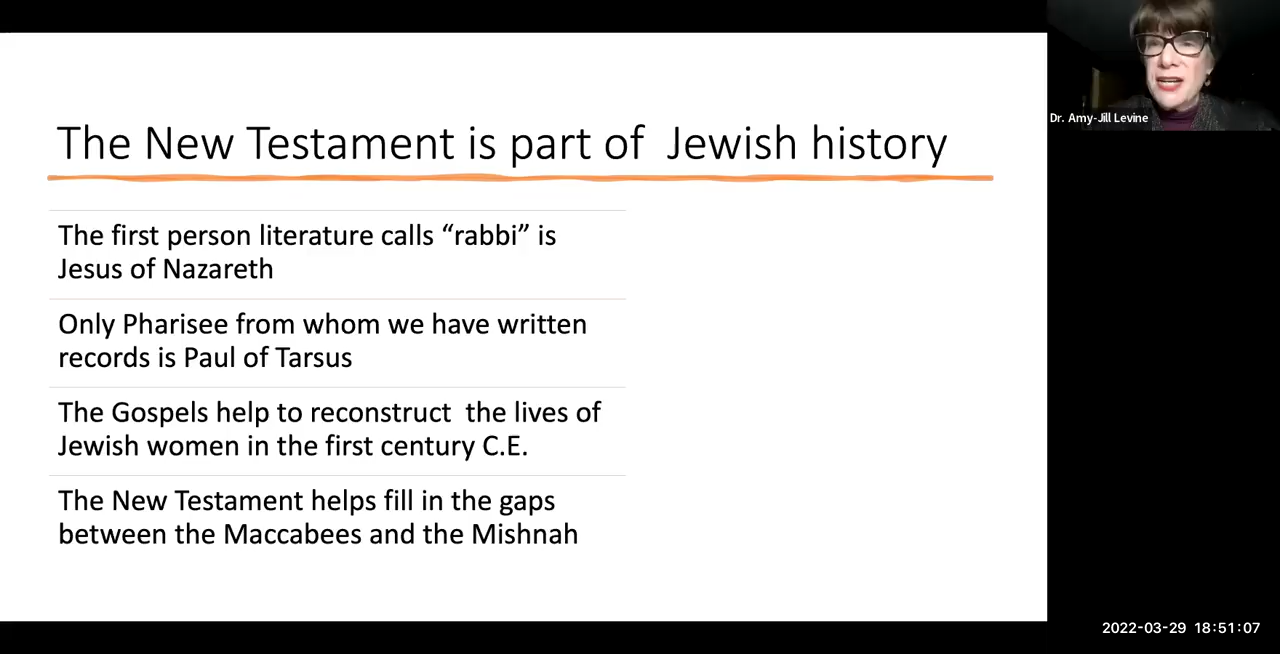 The New Testament is part of  Jewish history
The first person literature calls “rabbi” is
Jesus of Nazareth
Only Pharisee from whom we have written
records is Paul of Tarsus
The Gospels help to reconstruct  the lives of
Jewish women in the first century C.E.
The New Testament helps fill in the gaps
between the Maccabees and the Mishnah
Dr. Amy-Jill Levine
2022-03-29 18:51:07